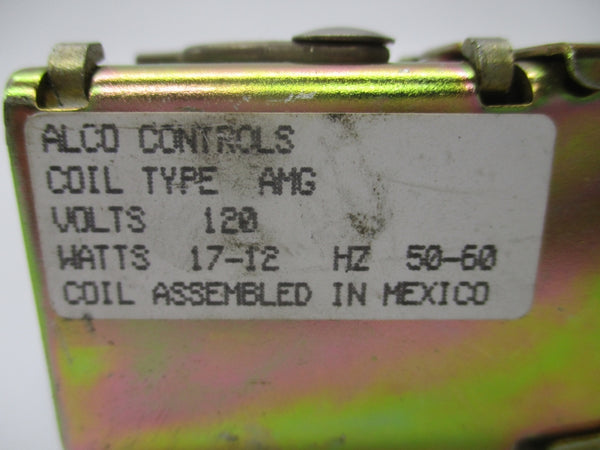 ALCO CONTROLS
COIL TYPE AMG
VOLTS 120
WATTS 17-12 HZ 50-60
COIL ASSEMBLED IN MEXICO